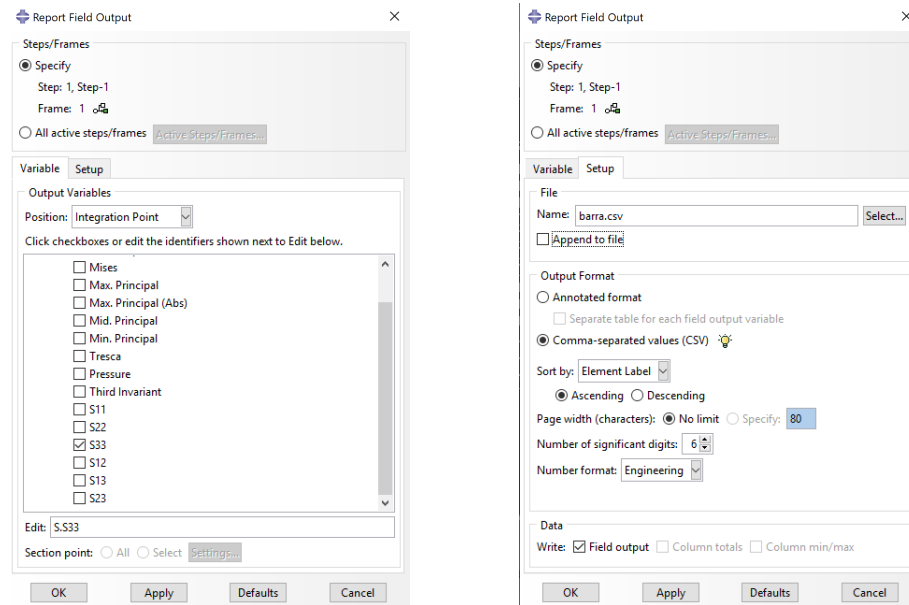 Report Field Output
Steps/Frames
Specify
Step: 1, Step-1
Frame: 1
All active steps/frames Active Steps/Frames...
Variable Setup
Output Variables
Position: Integration Point
Click checkboxes or edit the identifiers shown next to Edit below.
Mises
Max. Principal
Max. Principal (Abs)
Mid. Principal
Min. Principal
Tresca
Pressure
Third Invariant
S11
S22
S33
S12
S13
S23
Edit: S.S33
Section point: All Select Settings...
OK Apply Defaults Cancel
Report Field Output
Steps/Frames
Specify
Step: 1, Step-1
Frame: 1
All active steps/frames Active Steps/Frames...
Variable Setup
File
Name: barra.csv Select...
Append to file
Output Format
Annotated format
Separate table for each field output variable
Comma-separated values (CSV)
Sort by: Element Label
Ascending Descending
Page width (characters): No limit Specify: 80
Number of significant digits: 6
Number format: Engineering
Data
Write: Field output Column totals Column min/max
OK Apply Defaults Cancel